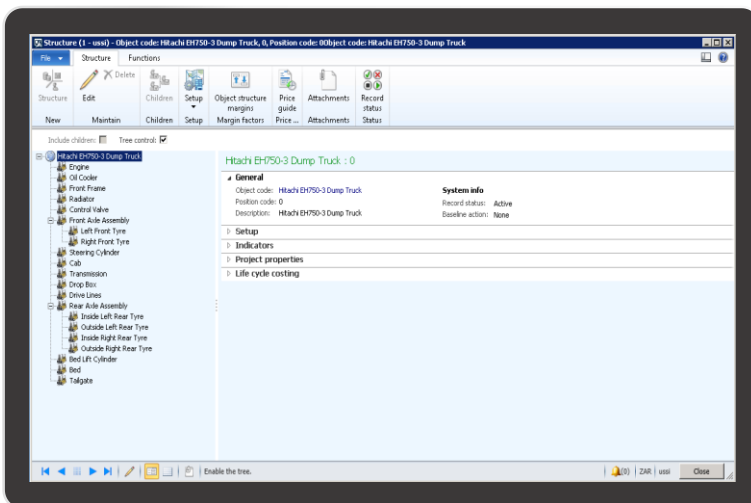 Structure (1 - ussi) - Object code: Hitachi EH750-3 Dump Truck, 0, Position code: 0Object code: Hitachi EH750-3 Dump Truck
File Structure Functions
Structure Edit Delete Children Setup Object structure margins Price guide Attachments Record status
New Maintain Children Setup Margin factors Price ... Attachments Status
Include children: Tree control:
Hitachi EH750-3 Dump Truck
Engine
Oil Cooler
Front Frame
Radiator
Control Valve
Front Axle Assembly
Left Front Tyre
Right Front Tyre
Steering Cylinder
Cab
Transmission
Drop Box
Drive Lines
Rear Axle Assembly
Inside Left Rear Tyre
Outside Left Rear Tyre
Inside Right Rear Tyre
Outside Right Rear Tyre
Bed Lift Cylinder
Bed
Tailgate
Hitachi EH750-3 Dump Truck : 0
General
Object code: Hitachi EH750-3 Dump Truck System info
Position code: 0 Record status: Active
Description: Hitachi EH750-3 Dump Truck Baseline action: None
Setup
Indicators
Project properties
Life cycle costing
Enable the tree. (0) ZAR ussi Close